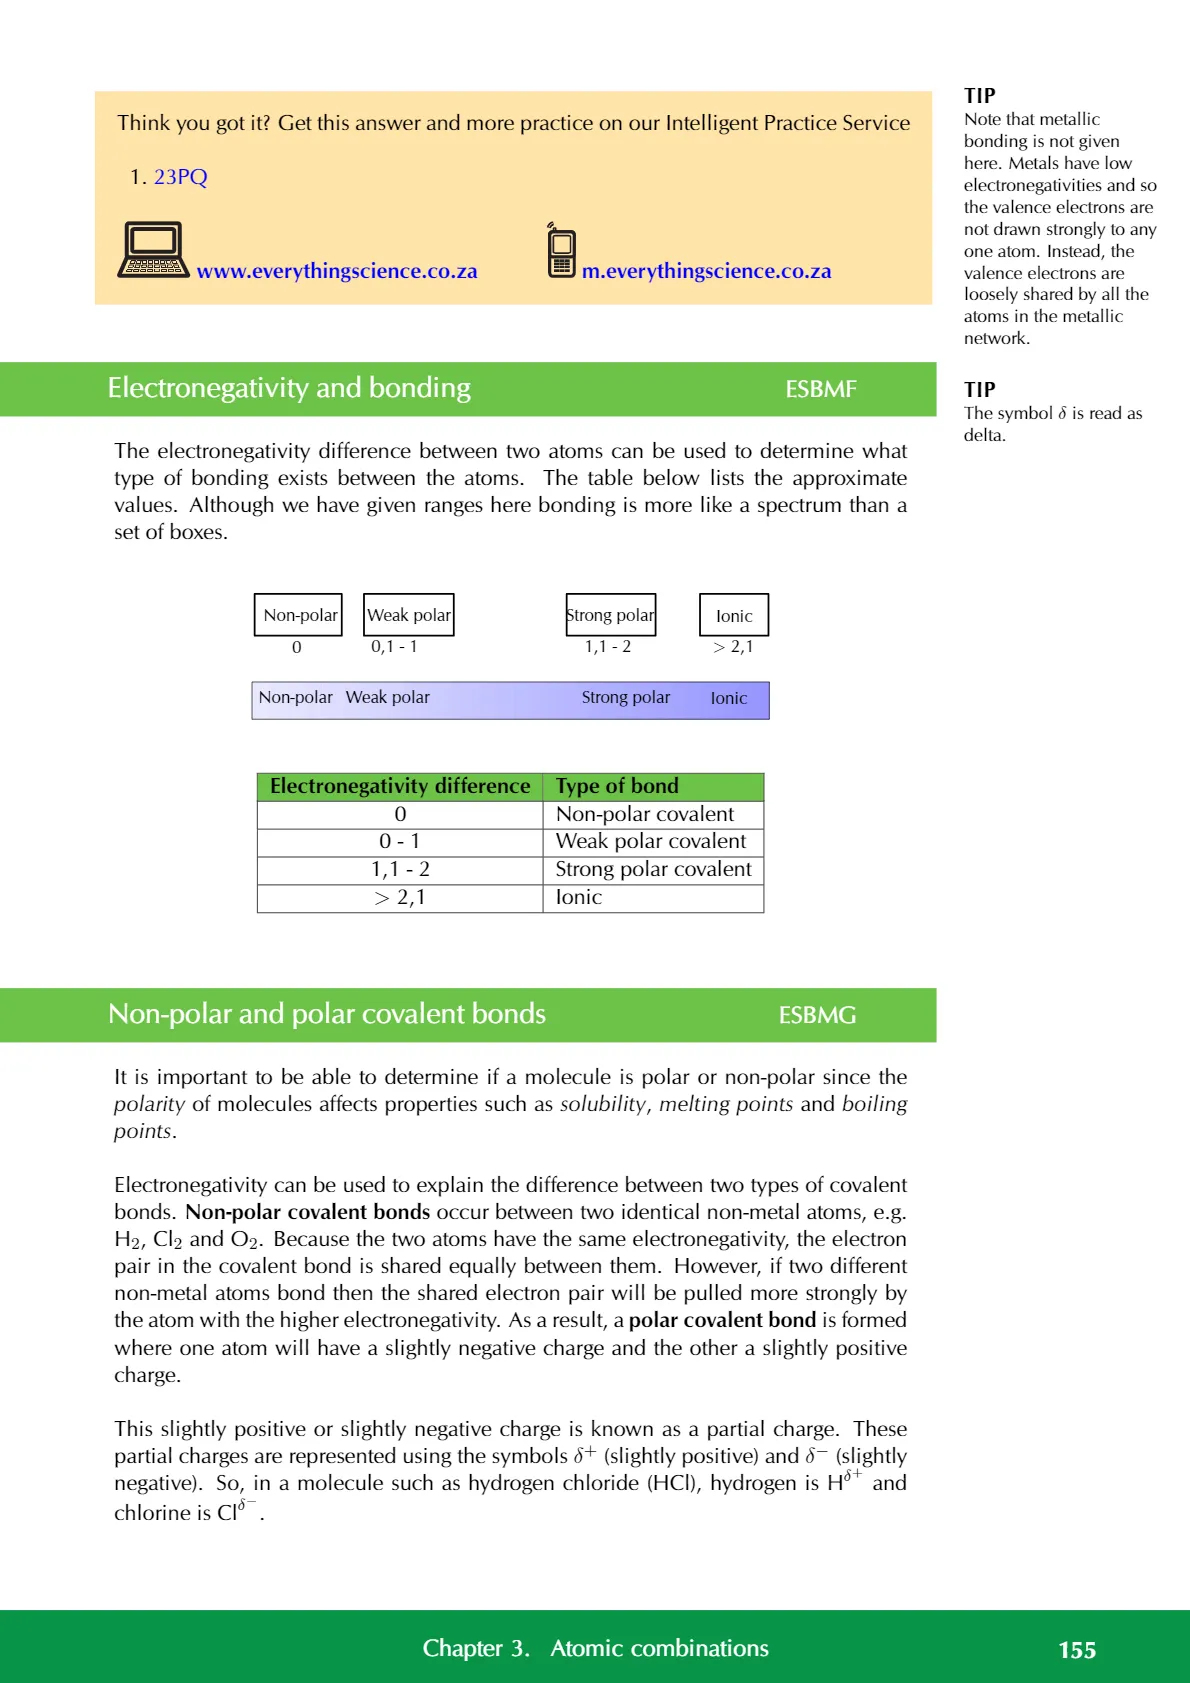 Think you got it? Get this answer and more practice on our Intelligent Practice Service
1. 23PQ
www.everythingscience.co.za
m.everythingscience.co.za
TIP
Note that metallic
bonding is not given
here. Metals have low
electronegativities and so
the valence electrons are
not drawn strongly to any
one atom. Instead, the
valence electrons are
loosely shared by all the
atoms in the metallic
network.
TIP
The symbol δ is read as
delta.
Electronegativity and bonding ESBMF
The electronegativity difference between two atoms can be used to determine what
type of bonding exists between the atoms. The table below lists the approximate
values. Although we have given ranges here bonding is more like a spectrum than a
set of boxes.
Non-polar Weak polar Strong polar Ionic
0 0,1 - 1 1,1 - 2 > 2,1
Non-polar Weak polar Strong polar Ionic
Electronegativity difference Type of bond
0 Non-polar covalent
0 - 1 Weak polar covalent
1,1 - 2 Strong polar covalent
> 2,1 Ionic
Non-polar and polar covalent bonds ESBMG
It is important to be able to determine if a molecule is polar or non-polar since the
polarity of molecules affects properties such as solubility, melting points and boiling
points.
Electronegativity can be used to explain the difference between two types of covalent
bonds. Non-polar covalent bonds occur between two identical non-metal atoms, e.g.
H₂, Cl₂ and O₂. Because the two atoms have the same electronegativity, the electron
pair in the covalent bond is shared equally between them. However, if two different
non-metal atoms bond then the shared electron pair will be pulled more strongly by
the atom with the higher electronegativity. As a result, a polar covalent bond is formed
where one atom will have a slightly negative charge and the other a slightly positive
charge.
This slightly positive or slightly negative charge is known as a partial charge. These
partial charges are represented using the symbols δ⁺ (slightly positive) and δ⁻ (slightly
negative). So, in a molecule such as hydrogen chloride (HCl), hydrogen is H^δ⁺ and
chlorine is Cl^δ⁻.
Chapter 3. Atomic combinations 155